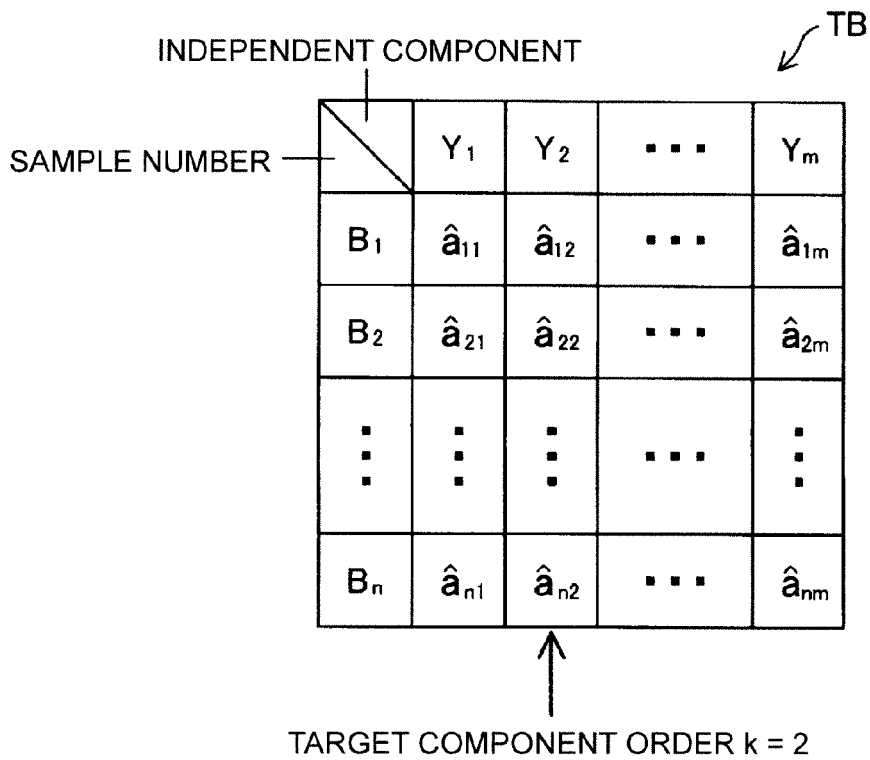 TB
INDEPENDENT COMPONENT
SAMPLE NUMBER
Y₁ Y₂ ▪ ▪ ▪ Yₘ
B₁ â₁₁ â₁₂ ▪ ▪ ▪ â₁ₘ
B₂ â₂₁ â₂₂ ▪ ▪ ▪ â₂ₘ
Bₙ âₙ₁ âₙ₂ ▪ ▪ ▪ âₙₘ
TARGET COMPONENT ORDER k = 2